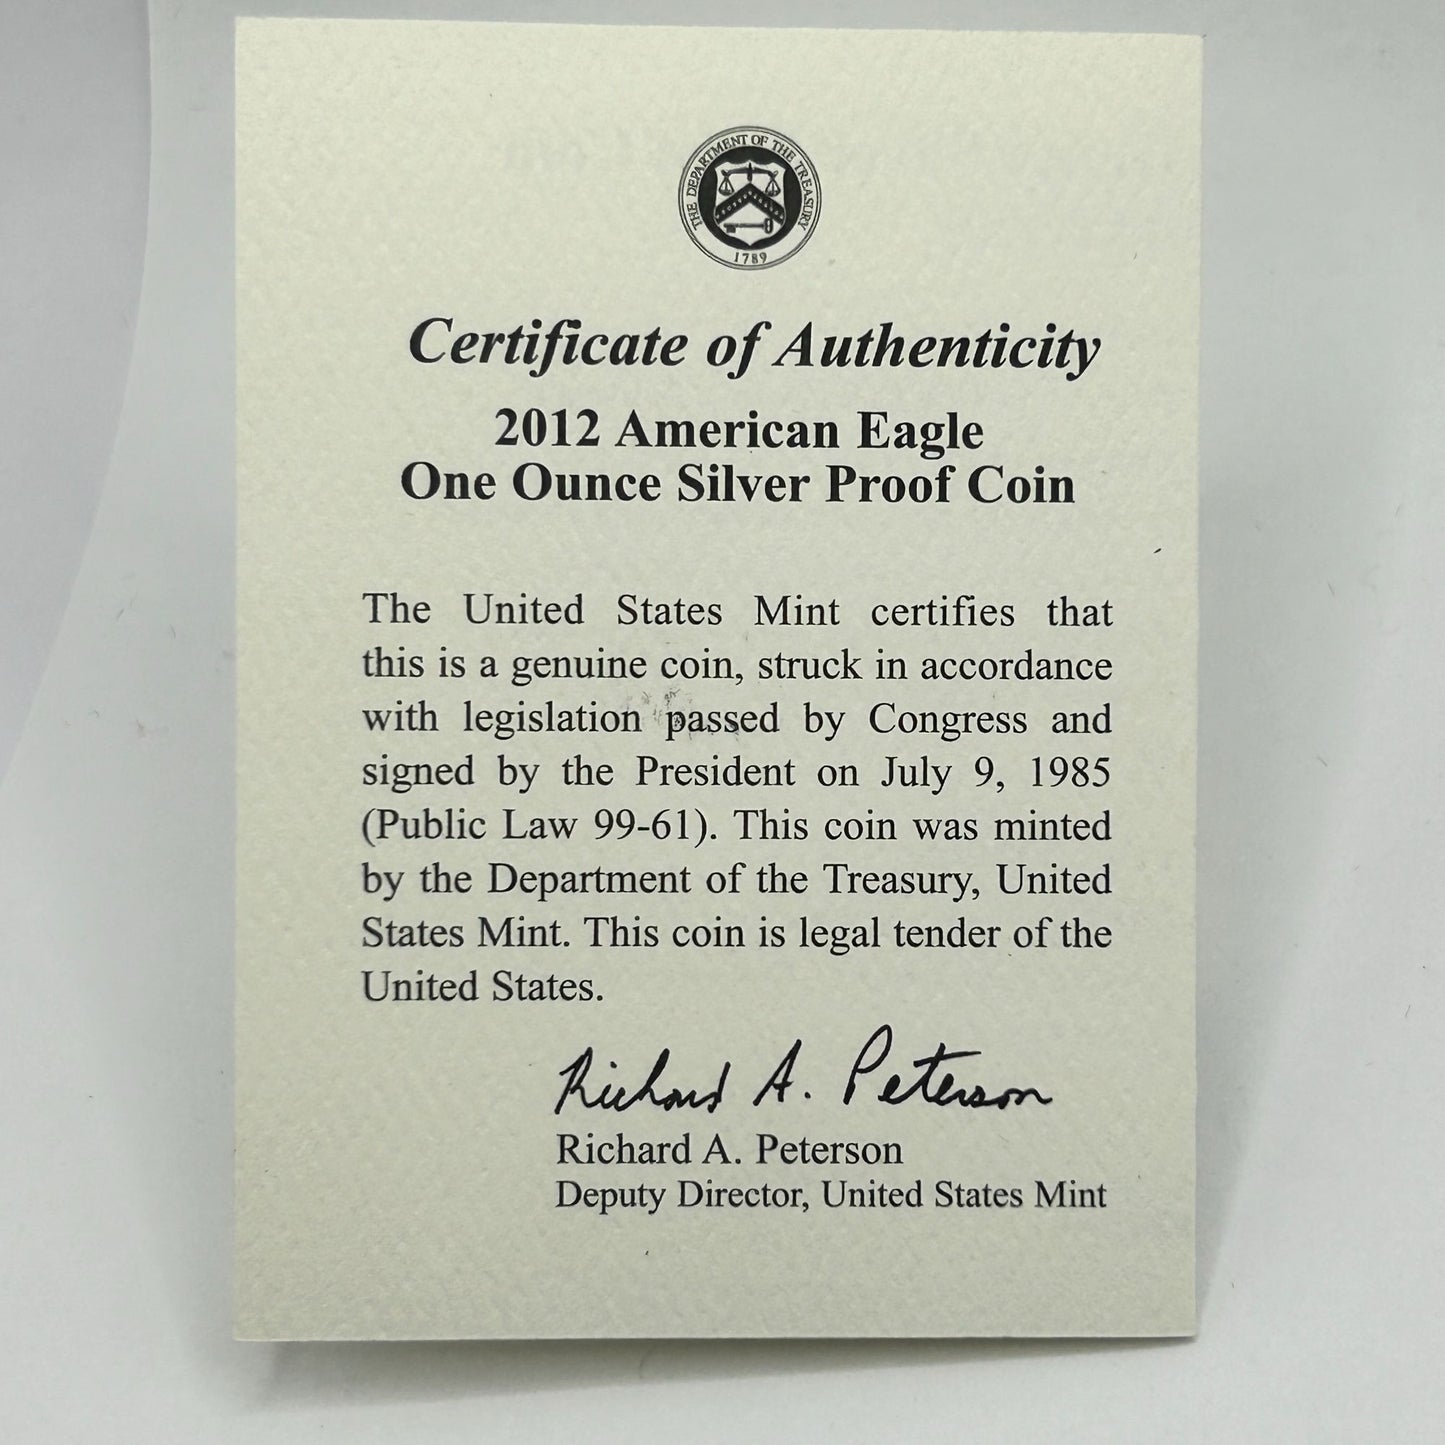 THE DEPARTMENT OF THE TREASURY
1789
Certificate of Authenticity
2012 American Eagle
One Ounce Silver Proof Coin
The United States Mint certifies that
this is a genuine coin, struck in accordance
with legislation passed by Congress and
signed by the President on July 9, 1985
(Public Law 99-61). This coin was minted
by the Department of the Treasury, United
States Mint. This coin is legal tender of the
United States.
Richard A. Peterson
Richard A. Peterson
Deputy Director, United States Mint